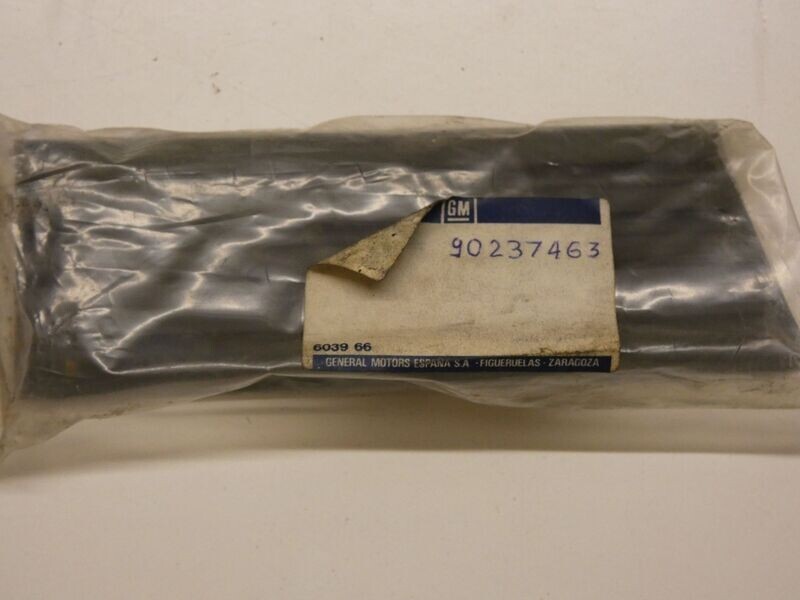 GM
90237463
6039 66
GENERAL MOTORS ESPAÑA S.A - FIGUERUELAS - ZARAGOZA